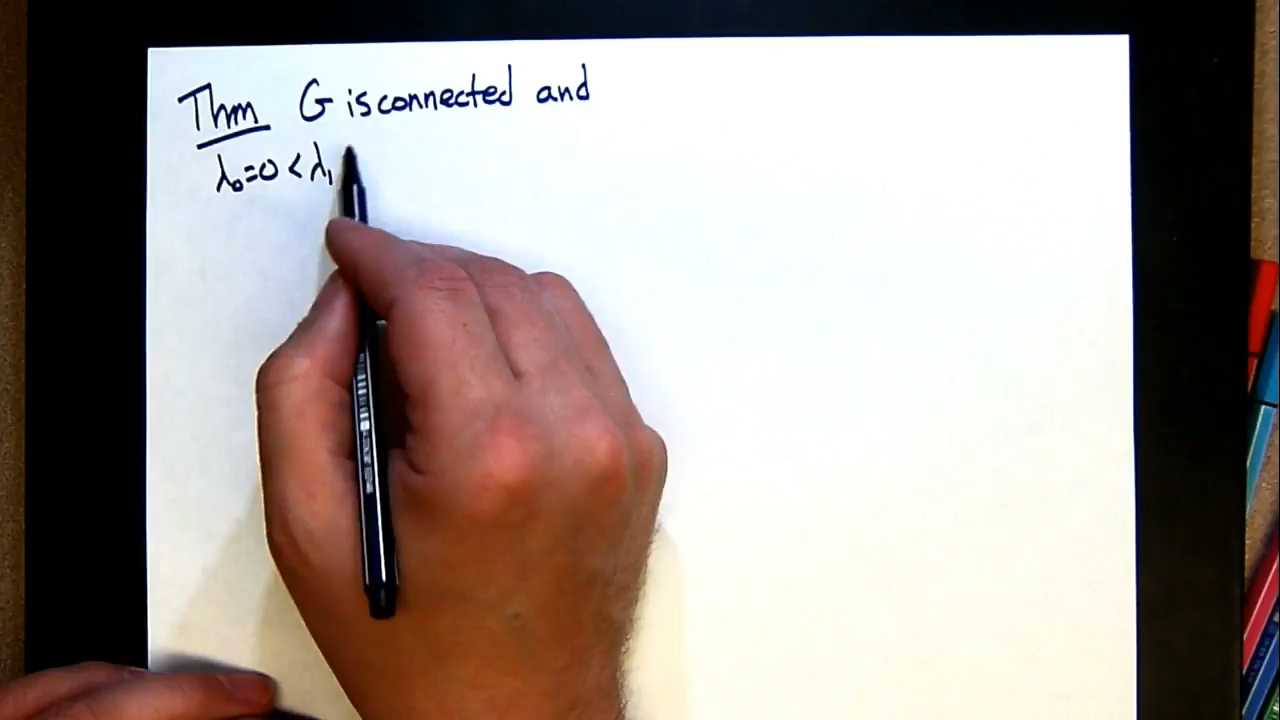 Thm G is connected and
λ₀=0<λ₁